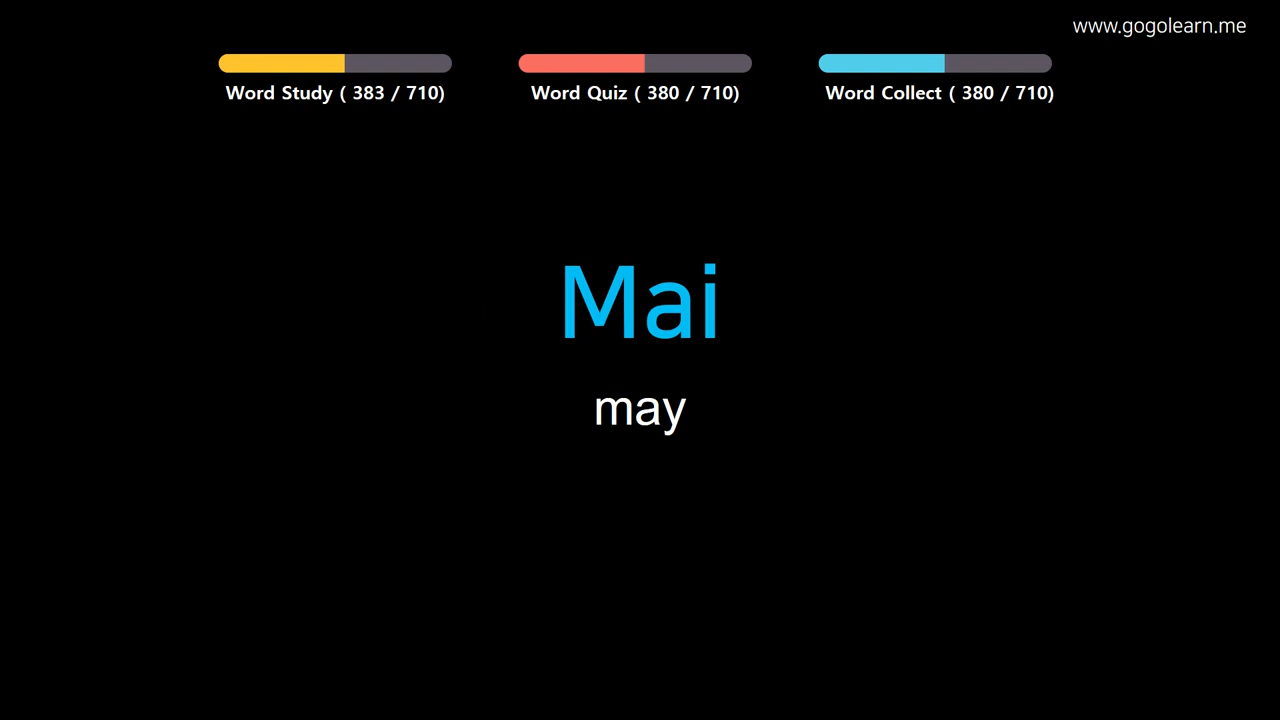 www.gogolearn.me
Word Study ( 383 / 710)
Word Quiz ( 380 / 710)
Word Collect ( 380 / 710)
Mai
may